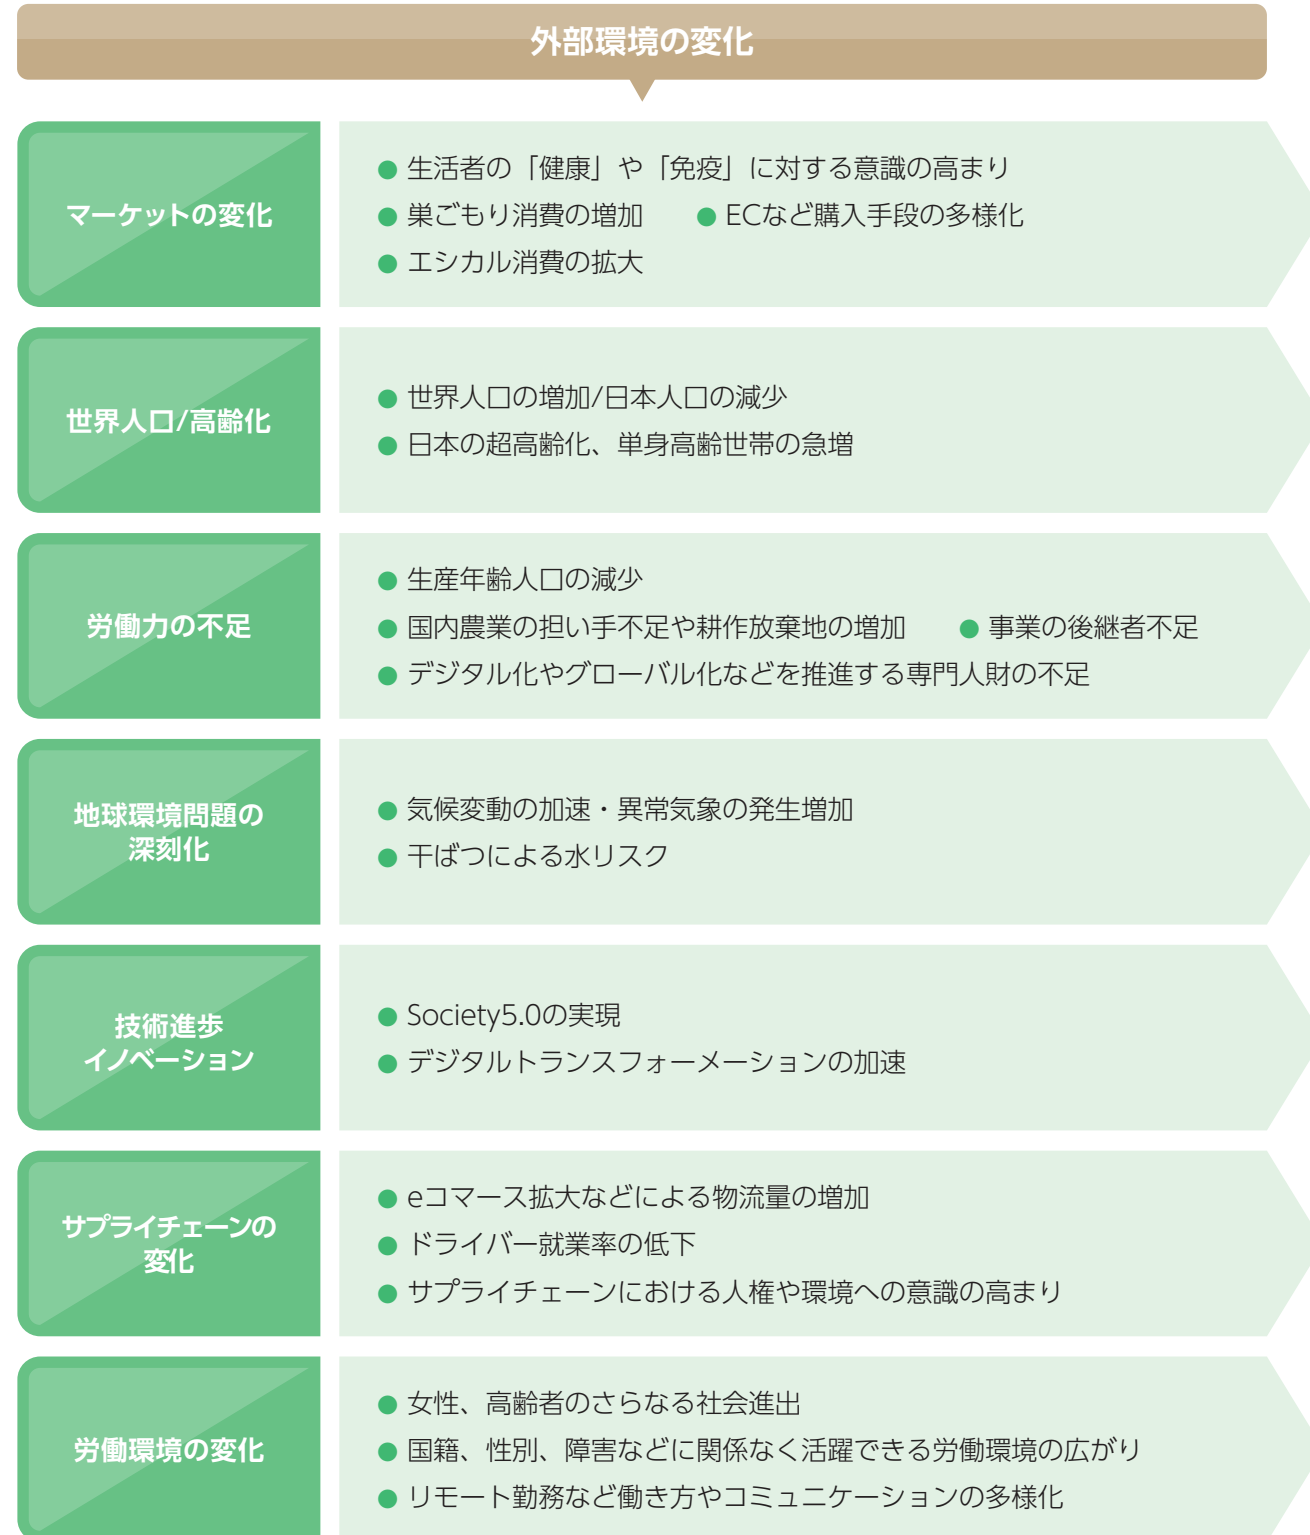 外部環境の変化
マーケットの変化
● 生活者の「健康」や「免疫」に対する意識の高まり
● 巣ごもり消費の増加 ● ECなど購入手段の多様化
● エシカル消費の拡大
世界人口/高齢化
● 世界人口の増加/日本人口の減少
● 日本の超高齢化、単身高齢世帯の急増
労働力の不足
● 生産年齢人口の減少
● 国内農業の担い手不足や耕作放棄地の増加 ● 事業の後継者不足
● デジタル化やグローバル化などを推進する専門人財の不足
地球環境問題の
深刻化
● 気候変動の加速・異常気象の発生増加
● 干ばつによる水リスク
技術進歩
イノベーション
● Society5.0の実現
● デジタルトランスフォーメーションの加速
サプライチェーンの
変化
● eコマース拡大などによる物流量の増加
● ドライバー就業率の低下
● サプライチェーンにおける人権や環境への意識の高まり
労働環境の変化
● 女性、高齢者のさらなる社会進出
● 国籍、性別、障害などに関係なく活躍できる労働環境の広がり
● リモート勤務など働き方やコミュニケーションの多様化